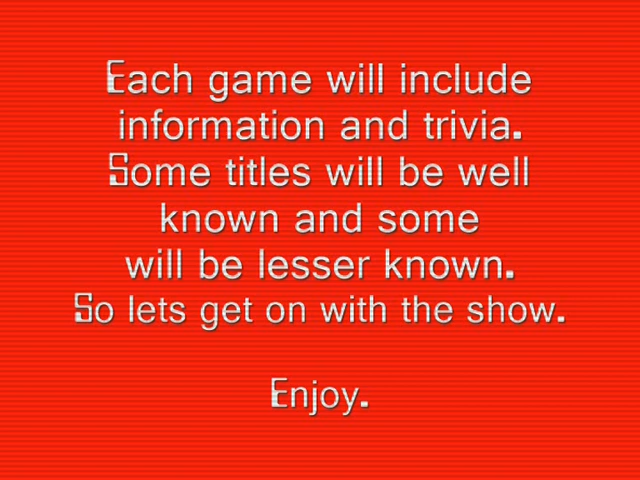 Each game will include
information and trivia.
Some titles will be well
known and some
will be lesser known.
So lets get on with the show.
Enjoy.